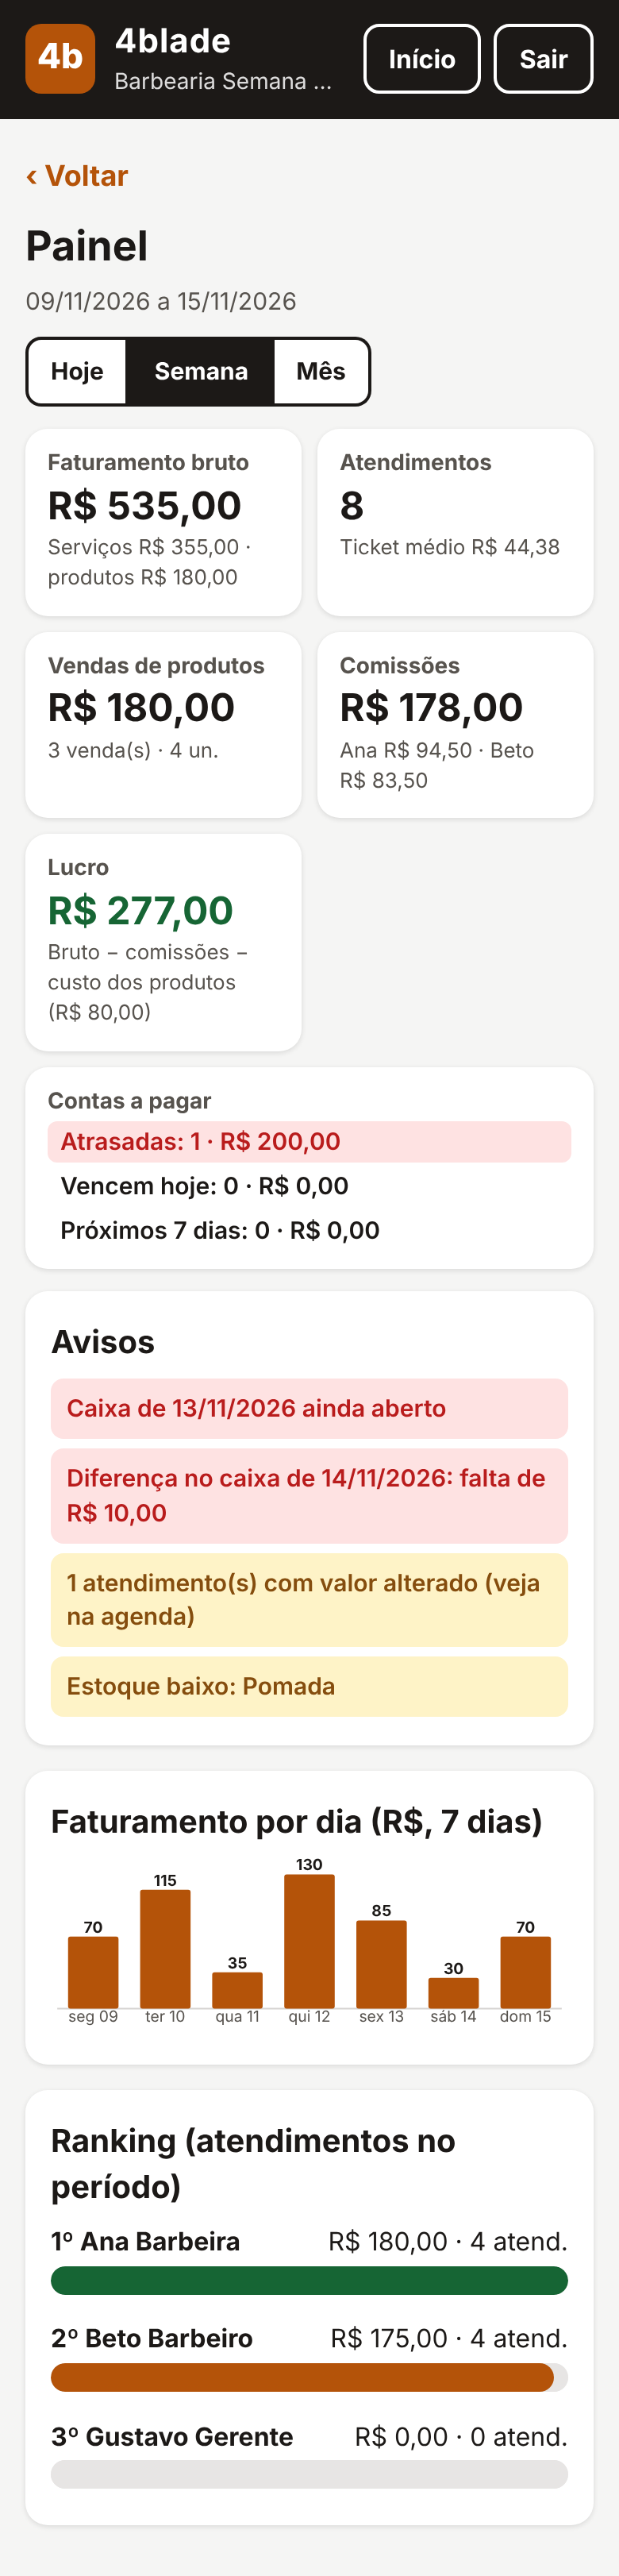 4b
4blade
Barbearia Semana ...
Início
Sair
‹ Voltar
Painel
09/11/2026 a 15/11/2026
Hoje
Semana
Mês
Faturamento bruto
R$ 535,00
Serviços R$ 355,00 ·
produtos R$ 180,00
Atendimentos
8
Ticket médio R$ 44,38
Vendas de produtos
R$ 180,00
3 venda(s) · 4 un.
Comissões
R$ 178,00
Ana R$ 94,50 · Beto
R$ 83,50
Lucro
R$ 277,00
Bruto − comissões −
custo dos produtos
(R$ 80,00)
Contas a pagar
Atrasadas: 1 · R$ 200,00
Vencem hoje: 0 · R$ 0,00
Próximos 7 dias: 0 · R$ 0,00
Avisos
Caixa de 13/11/2026 ainda aberto
Diferença no caixa de 14/11/2026: falta de
R$ 10,00
1 atendimento(s) com valor alterado (veja
na agenda)
Estoque baixo: Pomada
Faturamento por dia (R$, 7 dias)
70
115
35
130
85
30
70
seg 09
ter 10
qua 11
qui 12
sex 13
sáb 14
dom 15
Ranking (atendimentos no
período)
1º Ana Barbeira
R$ 180,00 · 4 atend.
2º Beto Barbeiro
R$ 175,00 · 4 atend.
3º Gustavo Gerente
R$ 0,00 · 0 atend.